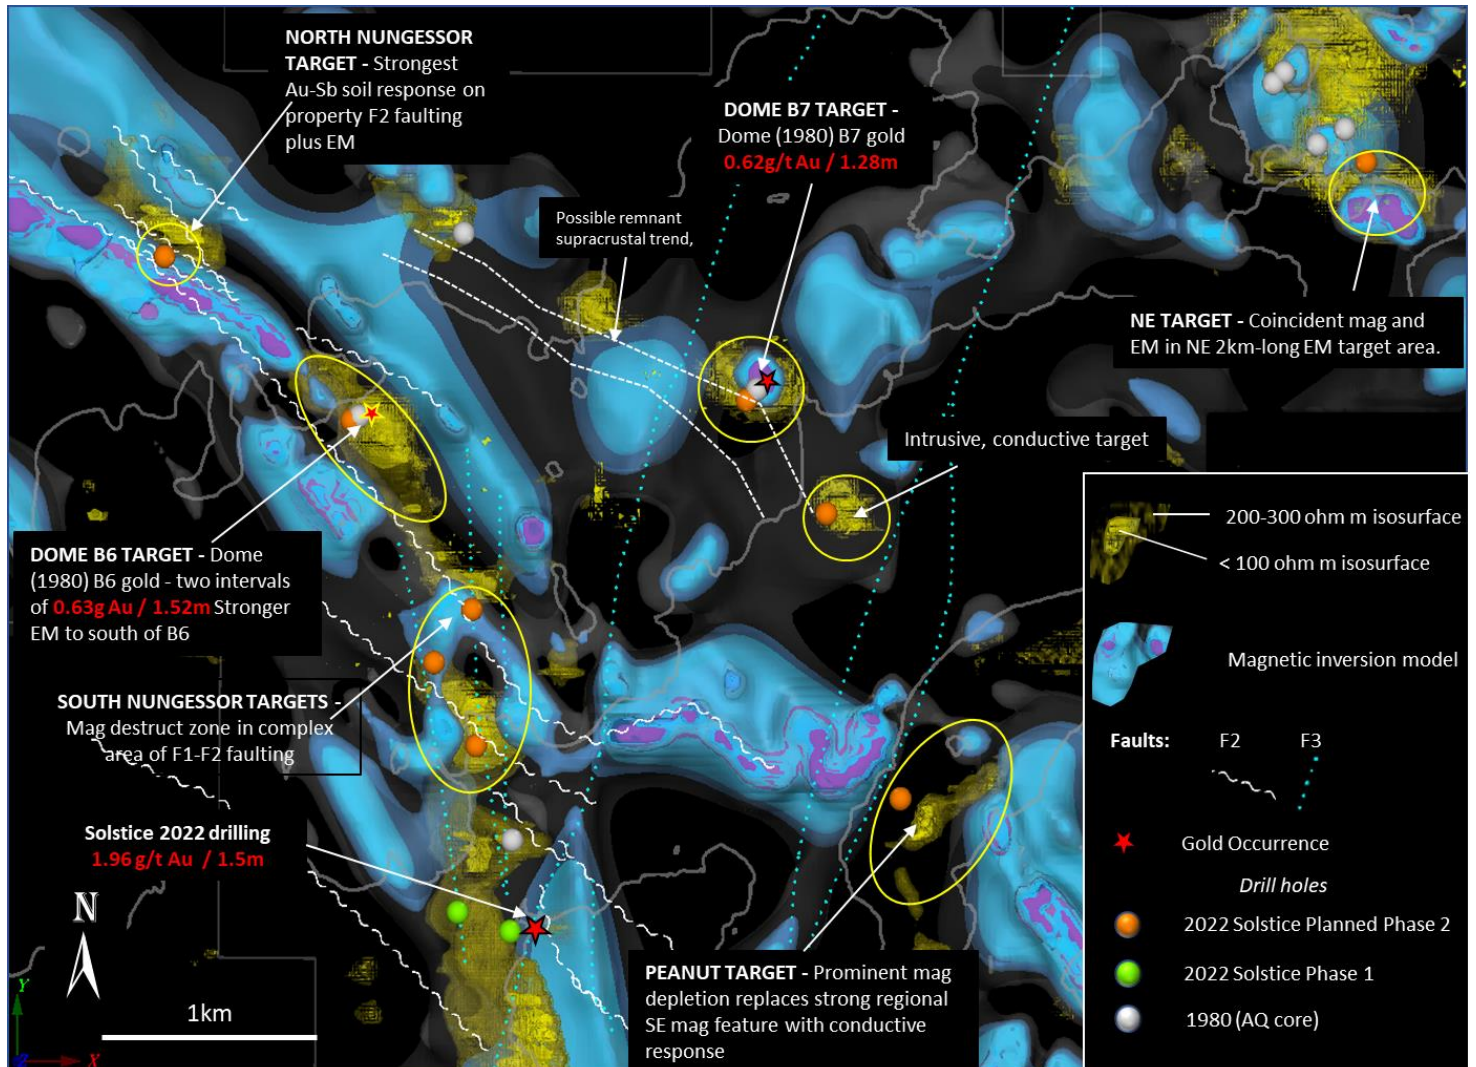 NORTH NUNGESSOR
TARGET - Strongest
Au-Sb soil response on
property F2 faulting
plus EM
DOME B7 TARGET -
Dome (1980) B7 gold
0.62g/t Au / 1.28m
Possible remnant
supracrustal trend,
NE TARGET - Coincident mag and
EM in NE 2km-long EM target area.
Intrusive, conductive target
DOME B6 TARGET - Dome
(1980) B6 gold - two intervals
of 0.63g Au / 1.52m Stronger
EM to south of B6
SOUTH NUNGESSOR TARGETS -
Mag destruct zone in complex
area of F1-F2 faulting
Solstice 2022 drilling
1.96 g/t Au / 1.5m
PEANUT TARGET - Prominent mag
depletion replaces strong regional
SE mag feature with conductive
response
N
1km
Y
Z
X
200-300 ohm m isosurface
< 100 ohm m isosurface
Magnetic inversion model
Faults: F2 F3
Gold Occurrence
Drill holes
2022 Solstice Planned Phase 2
2022 Solstice Phase 1
1980 (AQ core)